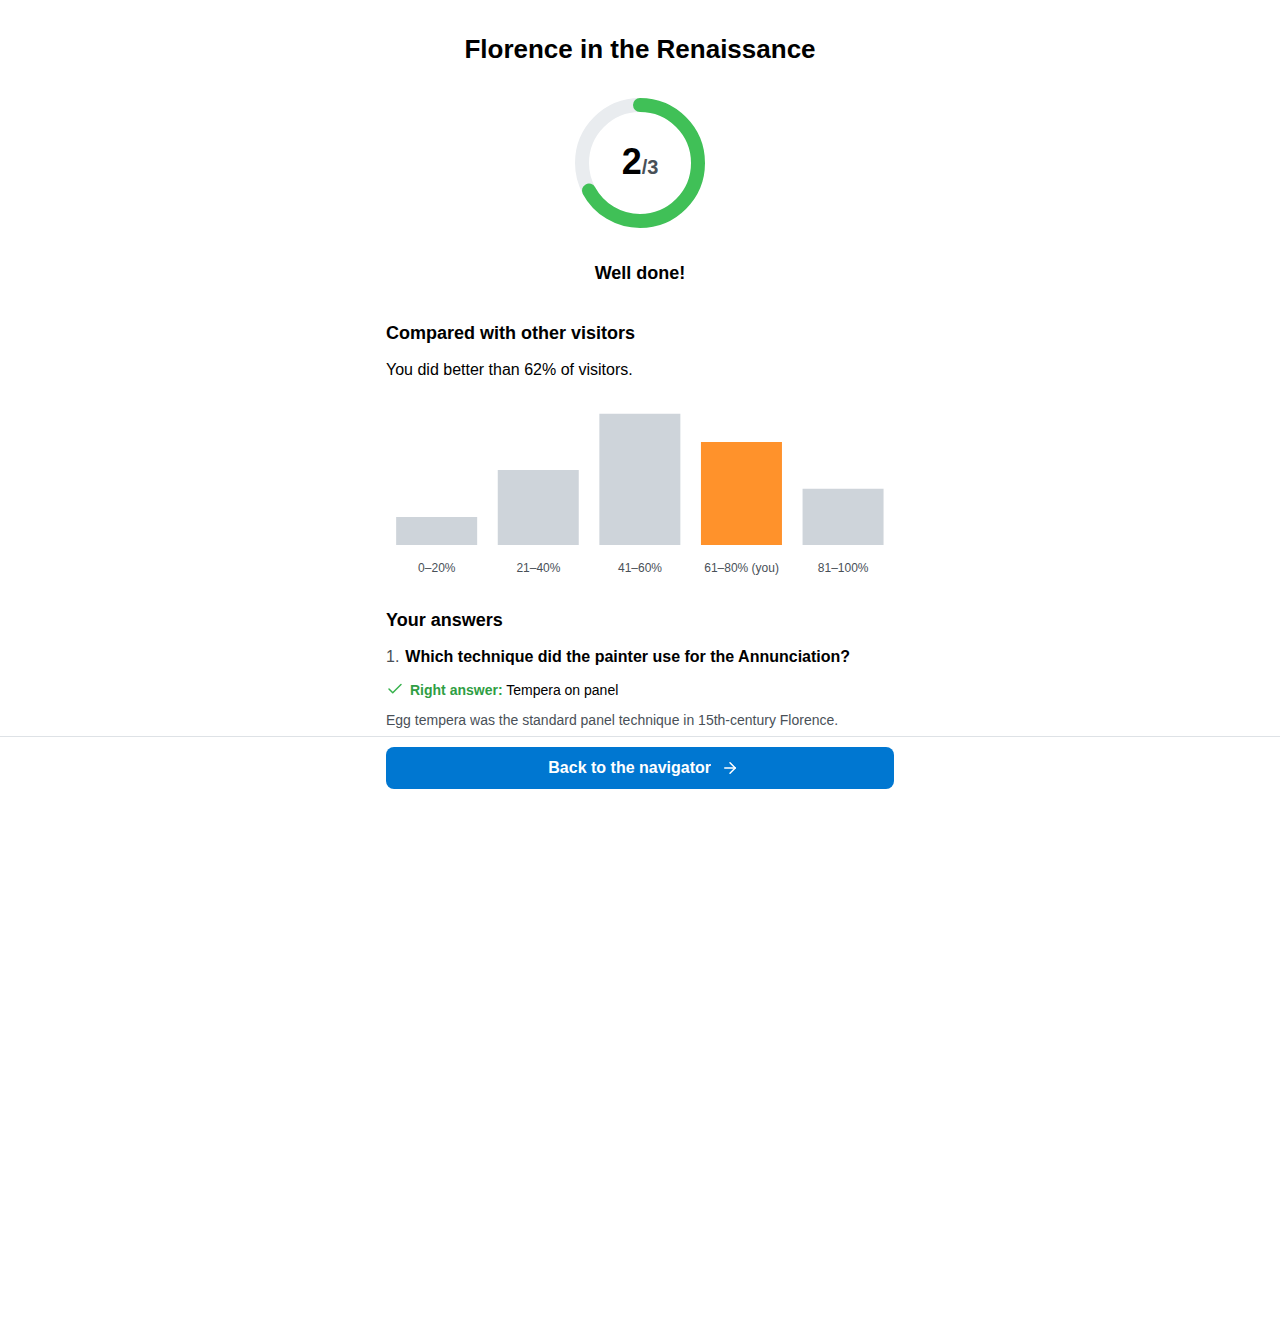 Florence in the Renaissance
2/3
Well done!
Compared with other visitors
You did better than 62% of visitors.
0–20%
21–40%
41–60%
61–80% (you)
81–100%
Your answers
1. Which technique did the painter use for the Annunciation?
Right answer: Tempera on panel
Egg tempera was the standard panel technique in 15th-century Florence.
Back to the navigator